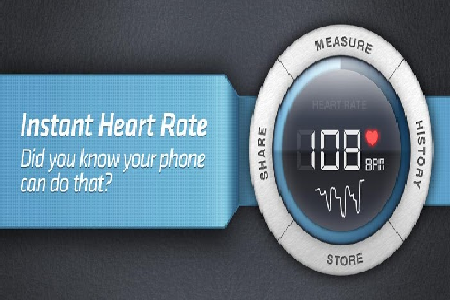 Instant Heart Rate
Did you know your phone
can do that?
MEASURE
HEART RATE
108
BPM
SHARE
HISTORY
STORE